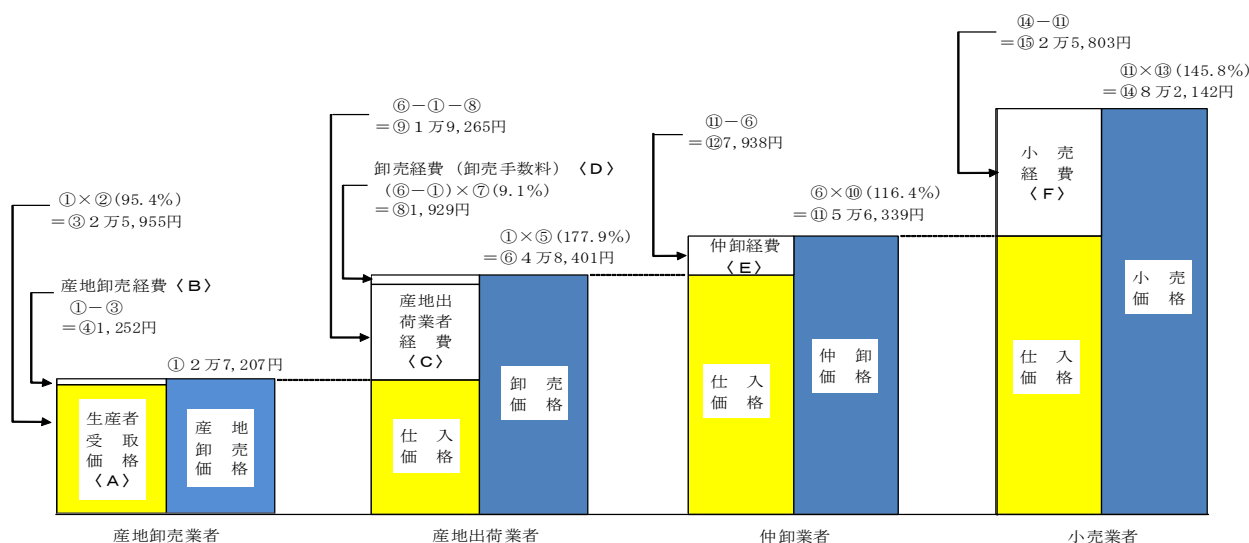 ⑭－⑪
＝⑮２万5,803円
⑪×⑬(145.8%)
＝⑭８万2,142円
⑥－①－⑧
＝⑨１万9,265円
⑪－⑥
＝⑫7,938円
卸売経費（卸売手数料）〈Ｄ〉
（⑥－①）×⑦(9.1%)
＝⑧1,929円
①×②(95.4%)
＝③２万5,955円
⑥×⑩(116.4%)
＝⑪５万6,339円
①×⑤(177.9%)
＝⑥４万8,401円
産地卸売経費〈Ｂ〉
①－③
＝④1,252円
①２万7,207円
生産者
受取
価格
〈Ａ〉
産地
卸売
価格
産地出
荷業者
経費
〈Ｃ〉
仕入
価格
卸売
価格
仲卸経費
〈Ｅ〉
仕入
価格
仲卸
価格
小売
経費
〈Ｆ〉
仕入
価格
小売
価格
産地卸売業者
産地出荷業者
仲卸業者
小売業者